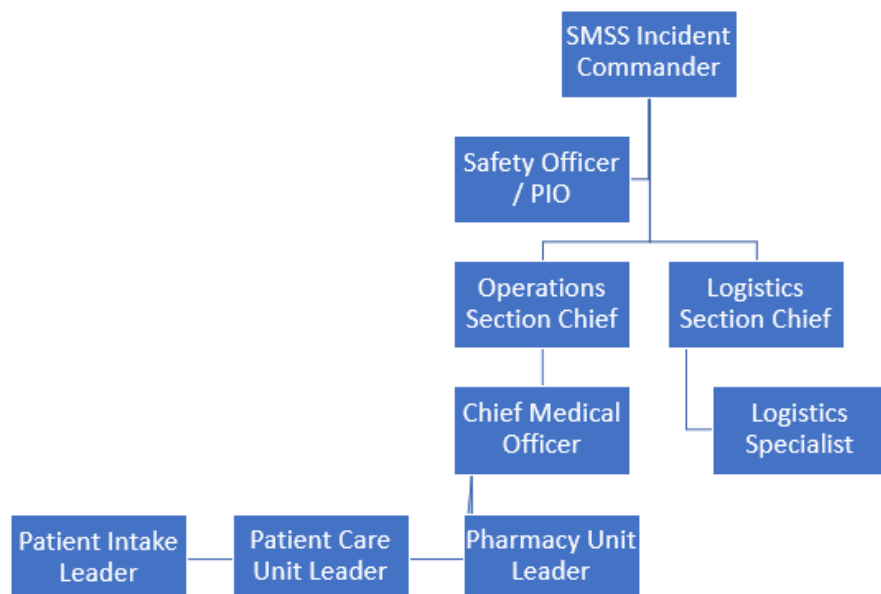 SMSS Incident
Commander
Safety Officer
/ PIO
Operations
Section Chief
Logistics
Section Chief
Chief Medical
Officer
Logistics
Specialist
Patient Intake
Leader
Patient Care
Unit Leader
Pharmacy Unit
Leader